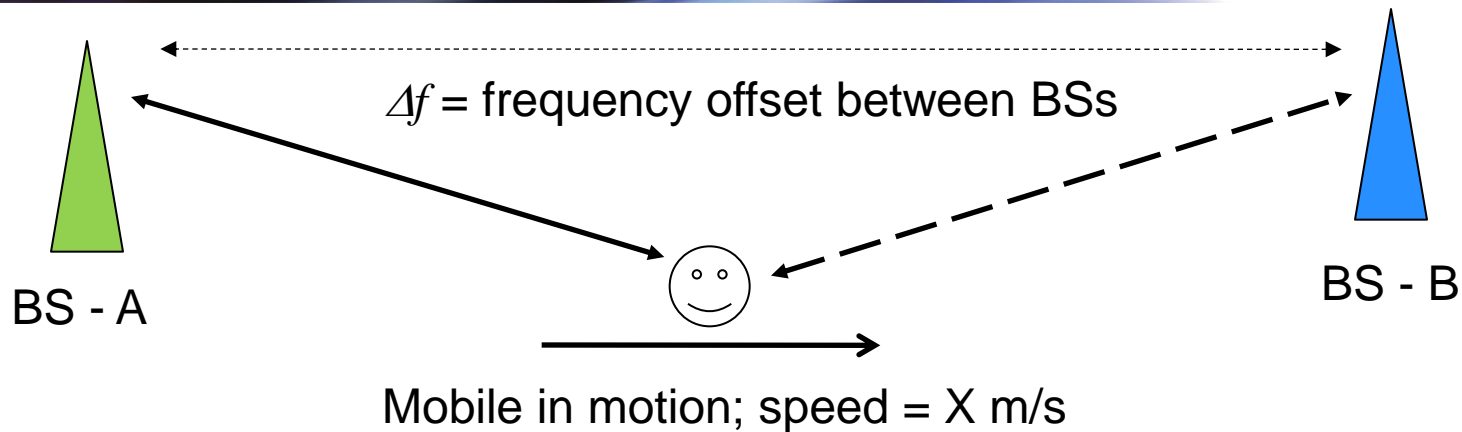 Δf = frequency offset between BSs
BS - A
BS - B
Mobile in motion; speed = X m/s